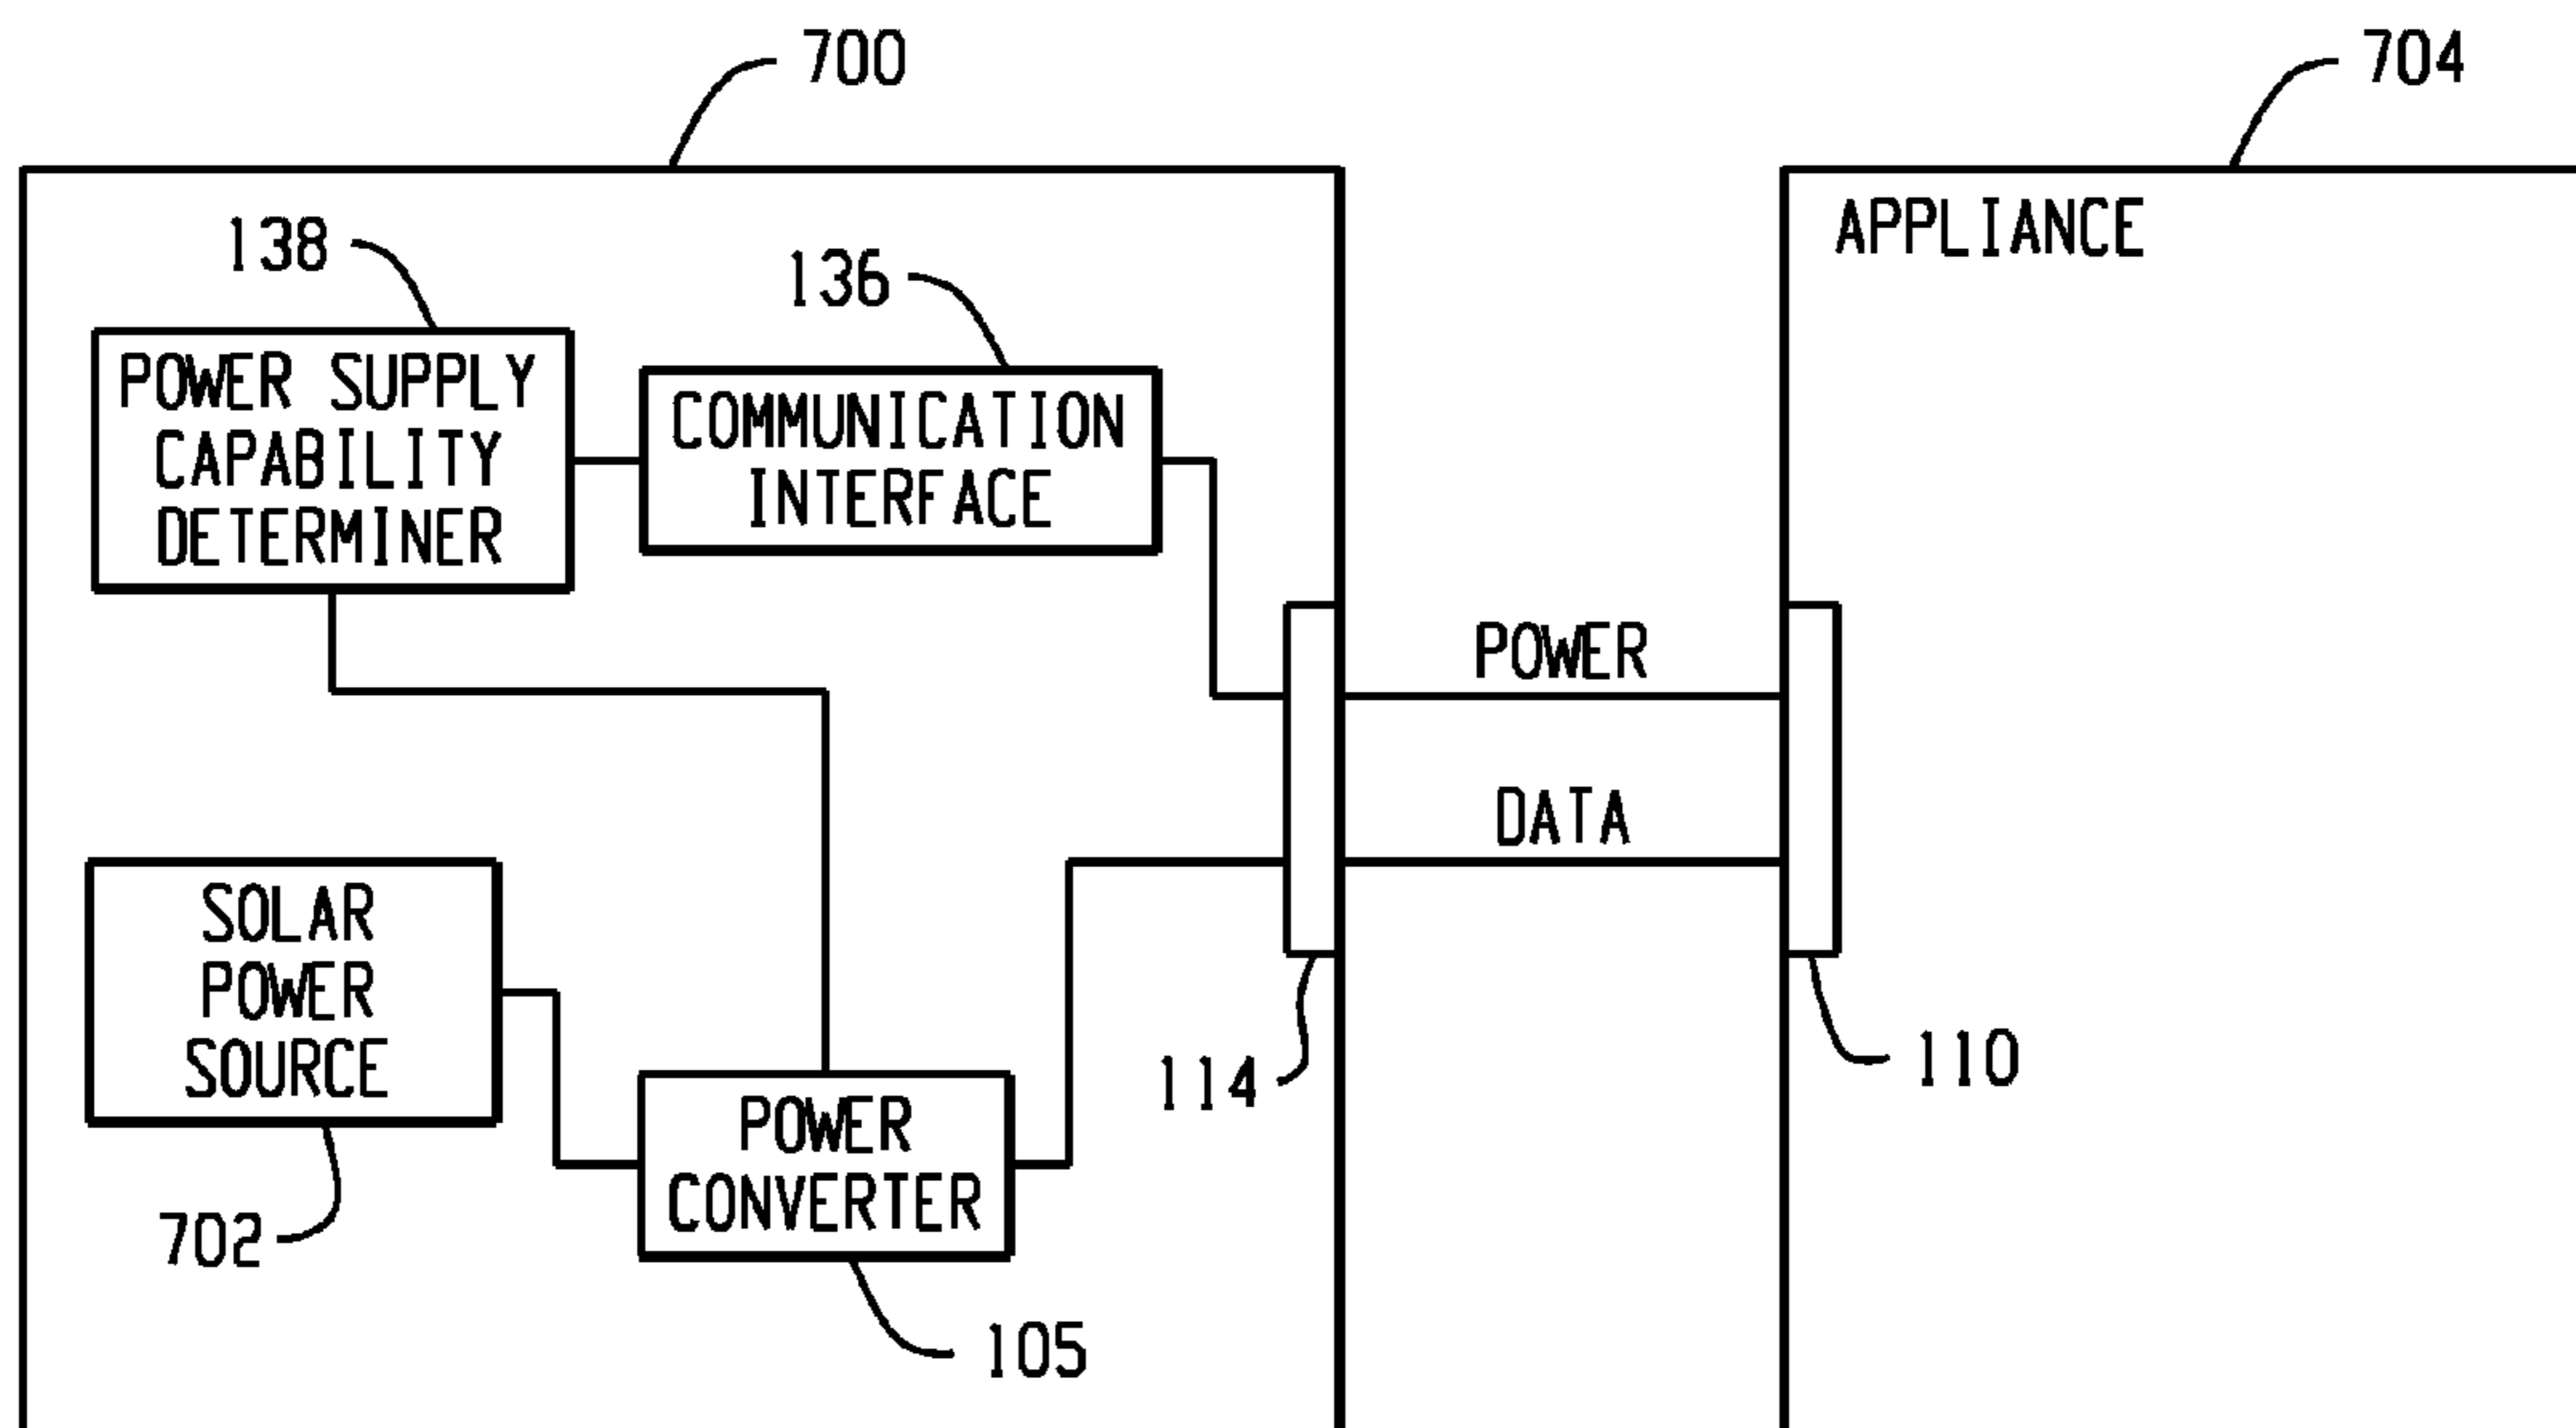 700
704
APPLIANCE
138
136
POWER SUPPLY
CAPABILITY
DETERMINER
COMMUNICATION
INTERFACE
POWER
DATA
SOLAR
POWER
SOURCE
114
110
POWER
CONVERTER
702
105